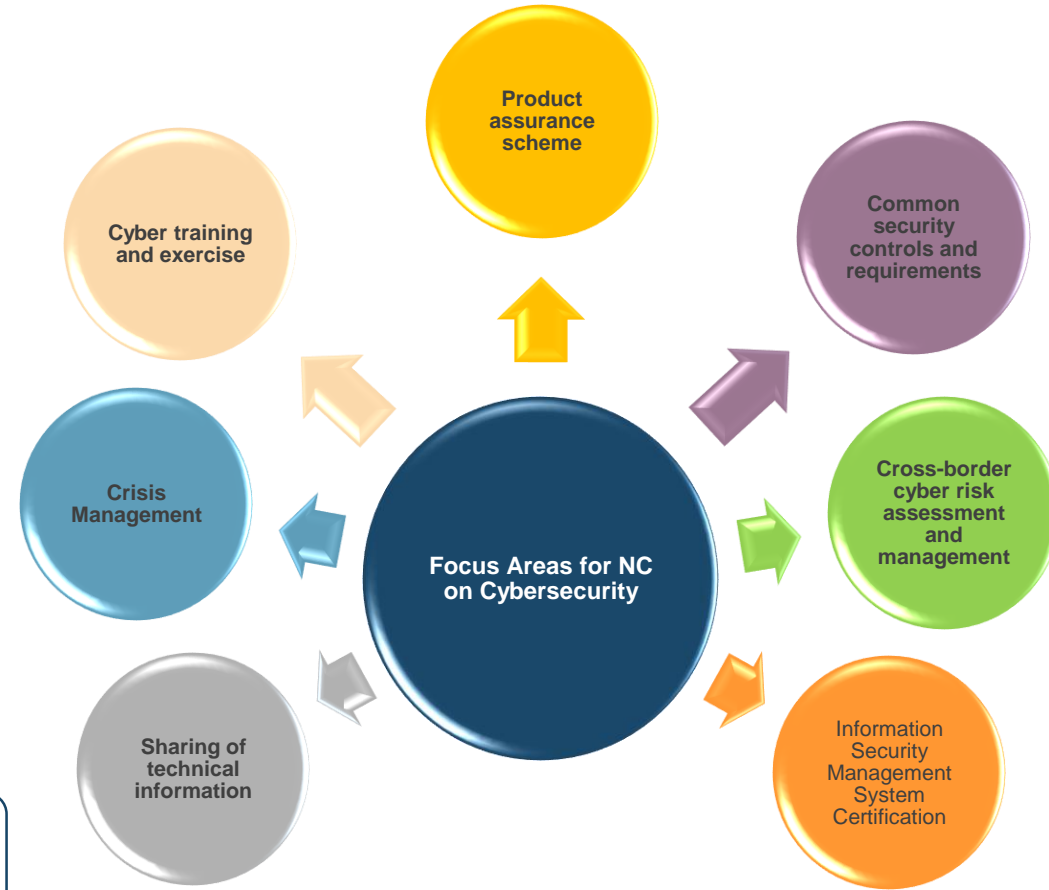 Product
assurance
scheme
Cyber training
and exercise
Common
security
controls and
requirements
Crisis
Management
Focus Areas for NC
on Cybersecurity
Cross-border
cyber risk
assessment
and
management
Sharing of
technical
information
Information
Security
Management
System
Certification